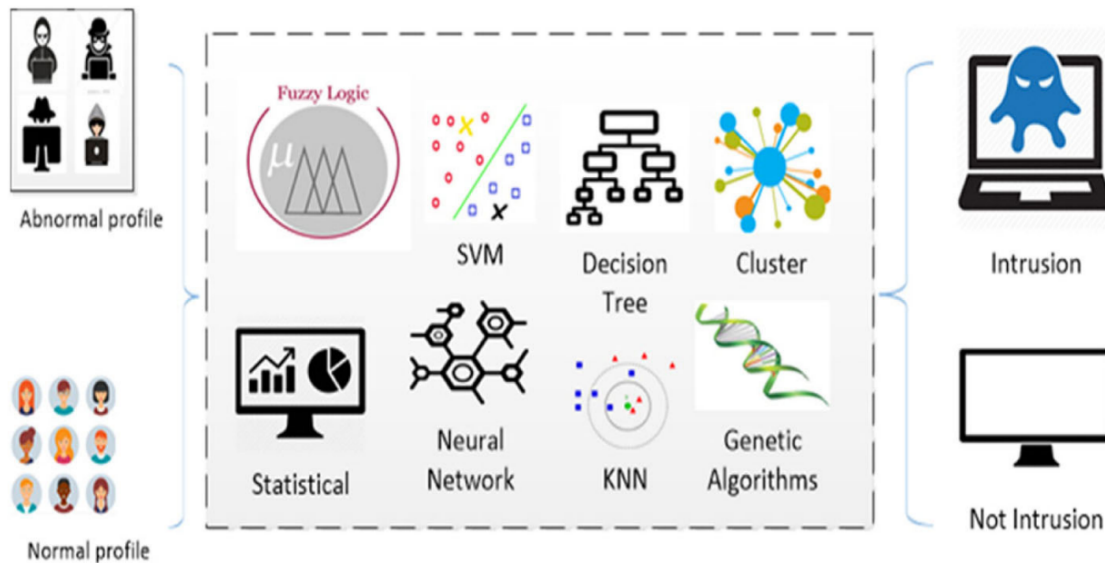 Abnormal profile
Normal profile
Fuzzy Logic
μ
SVM
Decision
Tree
Cluster
Statistical
Neural
Network
KNN
Genetic
Algorithms
Intrusion
Not Intrusion